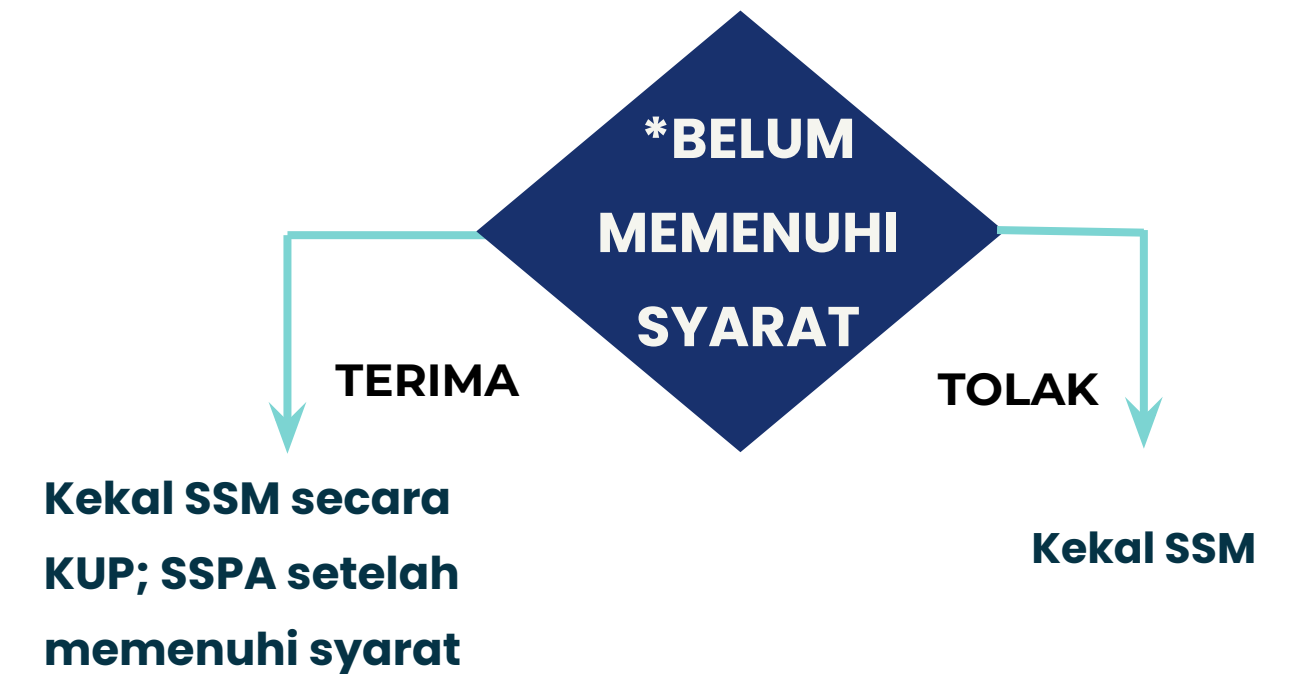 *BELUM
MEMENUHI
SYARAT
TERIMA
TOLAK
Kekal SSM secara
KUP; SSPA setelah
memenuhi syarat
Kekal SSM